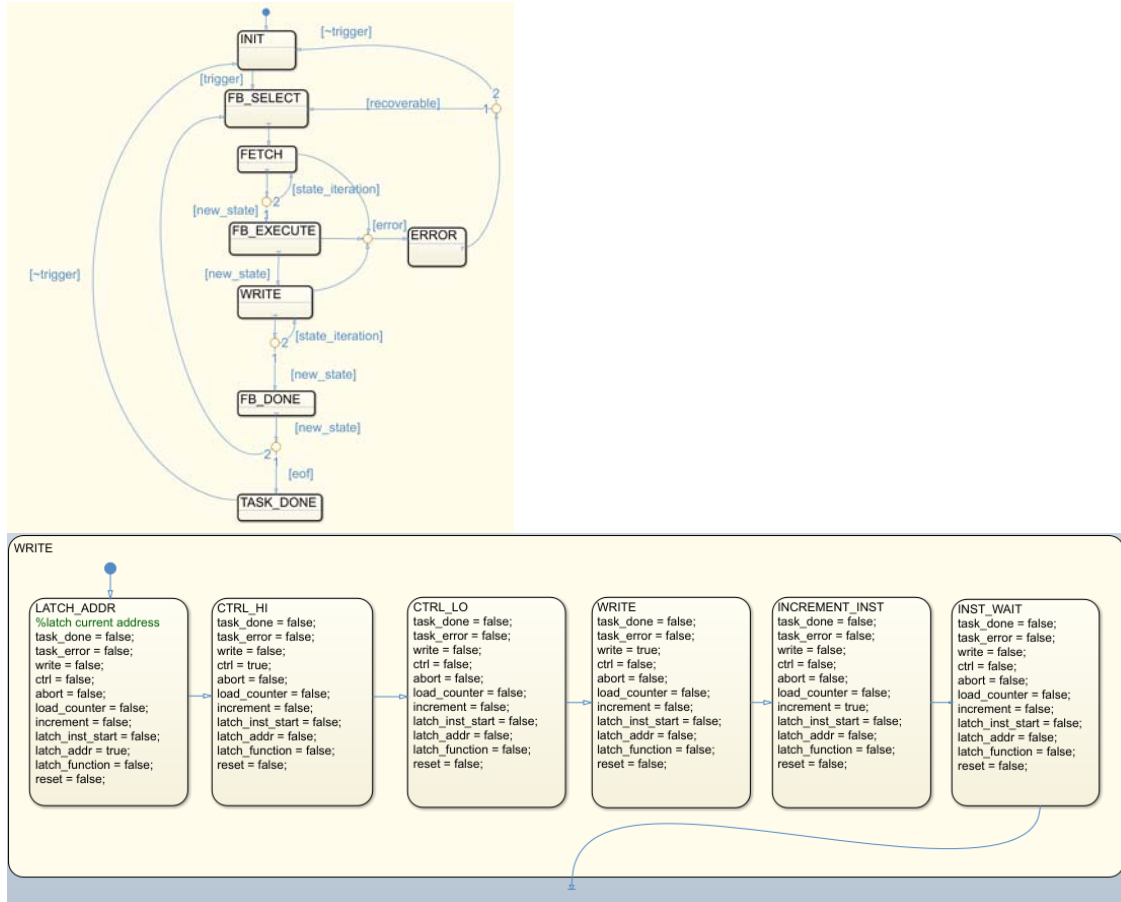 [~trigger]
INIT
[trigger]
2
FB_SELECT
[recoverable]
1
FETCH
[state_iteration]
2
[new_state]
1
[error]
FB_EXECUTE
ERROR
[new_state]
[~trigger]
WRITE
[state_iteration]
2
1
[new_state]
FB_DONE
[new_state]
2
1
[eof]
TASK_DONE
WRITE
LATCH_ADDR
%latch current address
task_done = false;
task_error = false;
write = false;
ctrl = false;
abort = false;
load_counter = false;
increment = false;
latch_inst_start = false;
latch_addr = true;
latch_function = false;
reset = false;
CTRL_HI
task_done = false;
task_error = false;
write = false;
ctrl = true;
abort = false;
load_counter = false;
increment = false;
latch_inst_start = false;
latch_addr = false;
latch_function = false;
reset = false;
CTRL_LO
task_done = false;
task_error = false;
write = false;
ctrl = false;
abort = false;
load_counter = false;
increment = false;
latch_inst_start = false;
latch_addr = false;
latch_function = false;
reset = false;
WRITE
task_done = false;
task_error = false;
write = true;
ctrl = false;
abort = false;
load_counter = false;
increment = false;
latch_inst_start = false;
latch_addr = false;
latch_function = false;
reset = false;
INCREMENT_INST
task_done = false;
task_error = false;
write = false;
ctrl = false;
abort = false;
load_counter = false;
increment = true;
latch_inst_start = false;
latch_addr = false;
latch_function = false;
reset = false;
INST_WAIT
task_done = false;
task_error = false;
write = false;
ctrl = false;
abort = false;
load_counter = false;
increment = false;
latch_inst_start = false;
latch_addr = false;
latch_function = false;
reset = false;